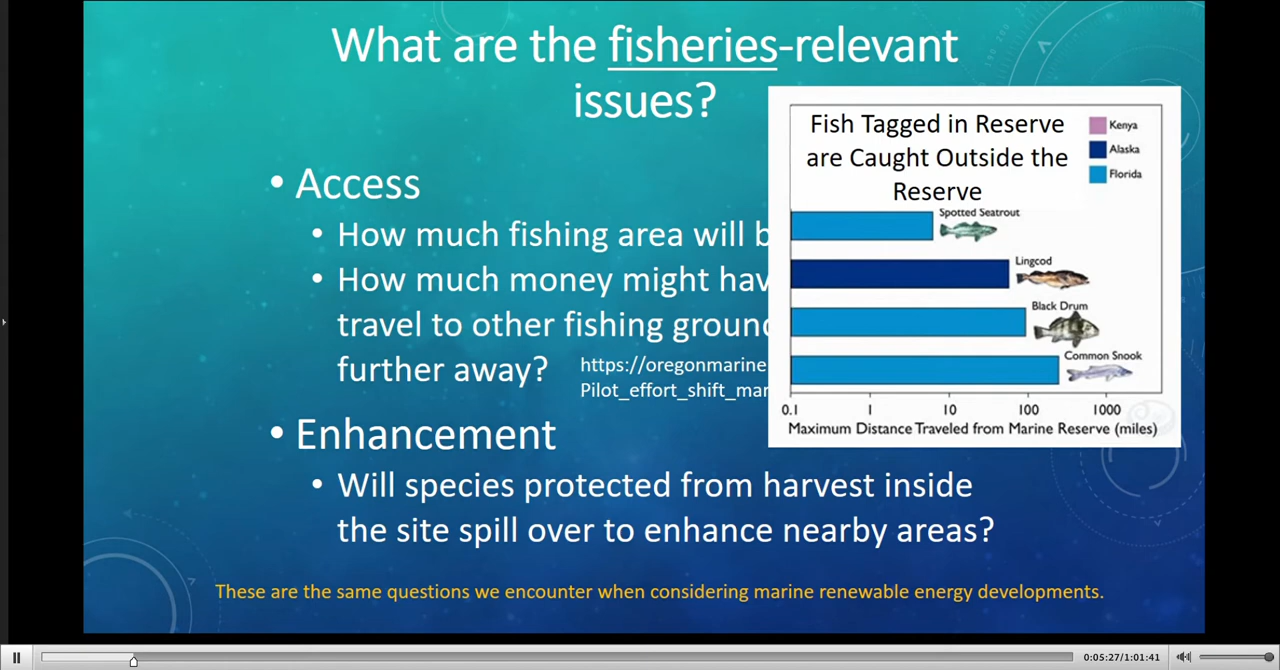 What are the fisheries-relevant
issues?
• Access
• How much fishing area will b
• How much money might hav
travel to other fishing ground
further away?
https://oregonmarine
Pilot_effort_shift_mar
• Enhancement
• Will species protected from harvest inside
the site spill over to enhance nearby areas?
These are the same questions we encounter when considering marine renewable energy developments.
Fish Tagged in Reserve
are Caught Outside the
Reserve
Kenya
Alaska
Florida
Spotted Seatrout
Lingcod
Black Drum
Common Snook
0.1 1 10 100 1000
Maximum Distance Traveled from Marine Reserve (miles)
0:05:27/1:01:41